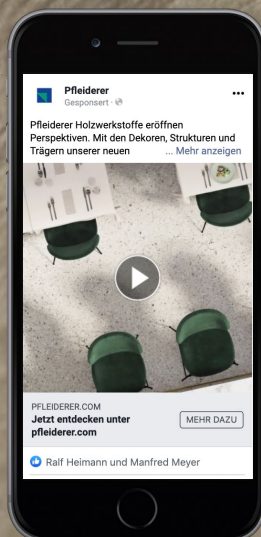 Pfleiderer
Gesponsert ·
Pfleiderer Holzwerkstoffe eröffnen
Perspektiven. Mit den Dekoren, Strukturen und
Trägern unserer neuen ... Mehr anzeigen
PFLEIDERER.COM
Jetzt entdecken unter
pfleiderer.com
MEHR DAZU
Ralf Heimann und Manfred Meyer